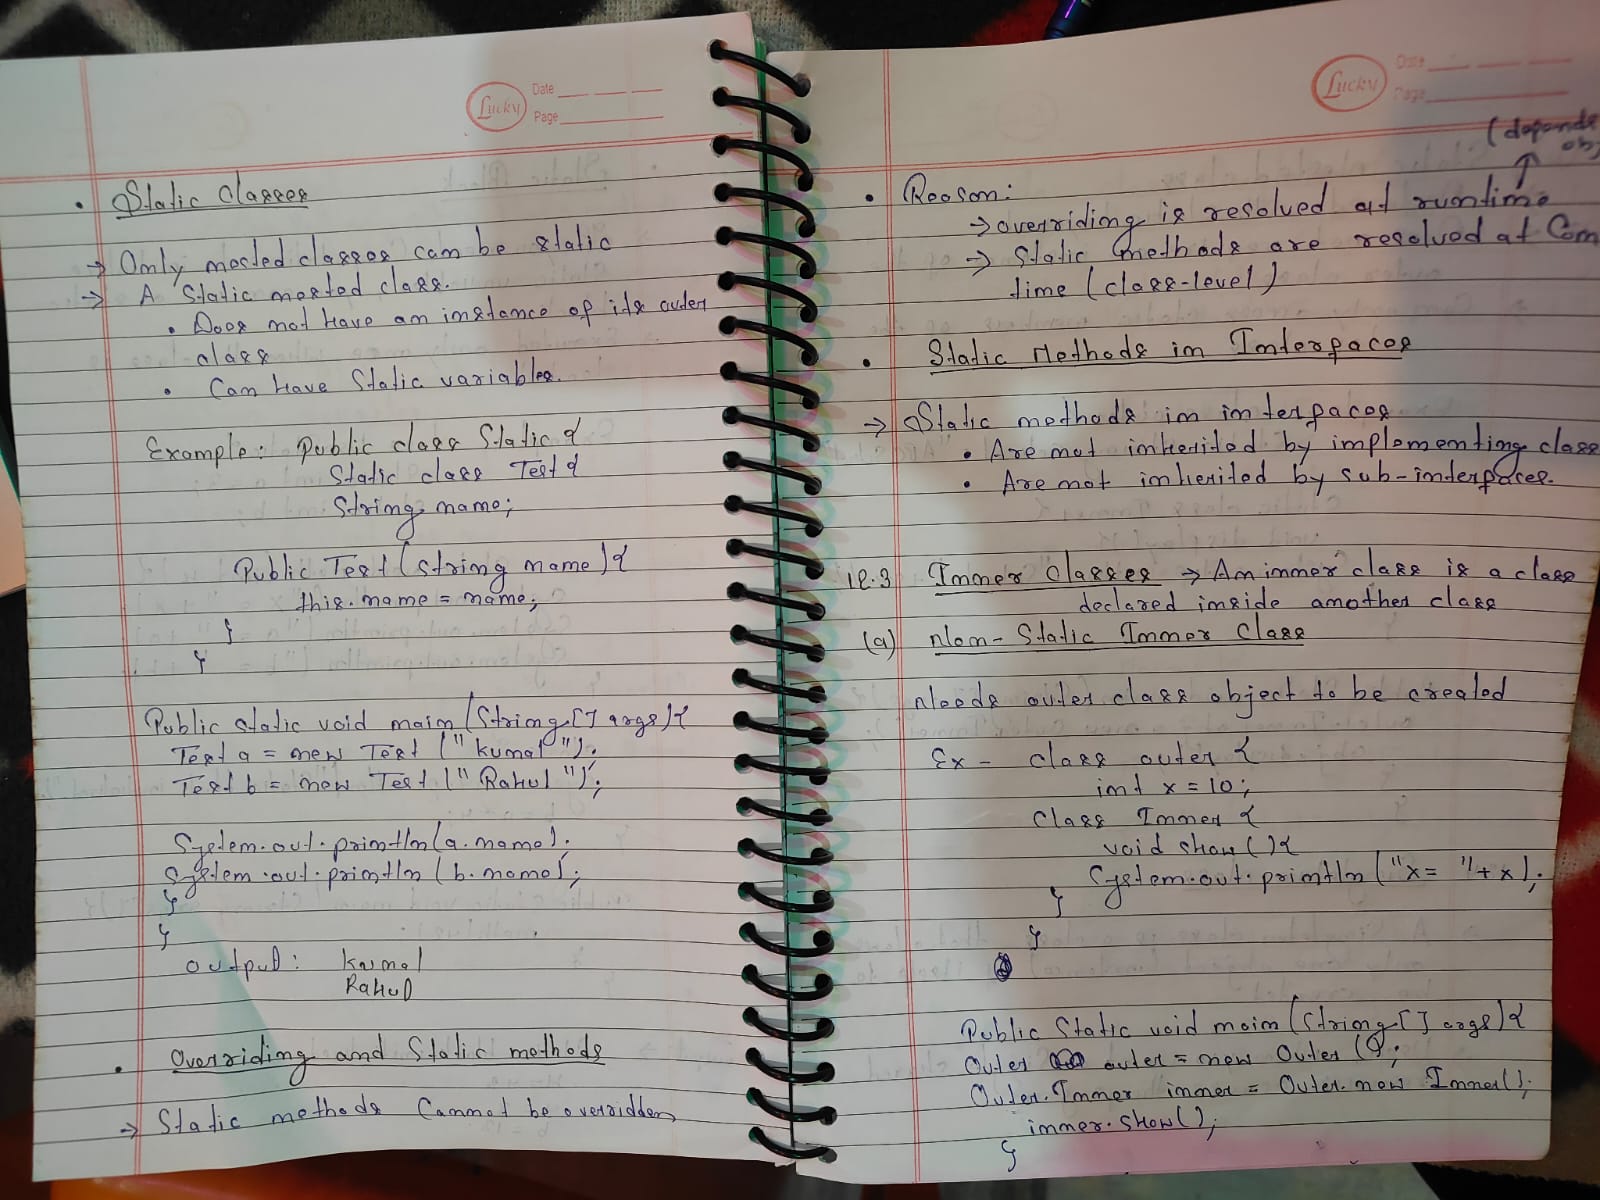 Lucky
Date
Page
• Static Classes
→ Only nested classes can be static
→ A Static nested class.
• Does not have an instance of its outer
class
• Can have Static variables.
Example: Public class Static {
Static class Test {
String name;
Public Test (String name) {
this.name = name;
}
}
Public static void main (String [] args) {
Test a = new Test ("kumal");
Test b = new Test ("Rahul");
System.out.println(a.name);
System.out.println(b.name);
}
}
output: kumal
Rahul
• Overriding and Static methods
→ Static methods Cannot be overridden
Lucky
Date
Page
(depends
obj
• Reason:
→ overriding is resolved at runtime
→ Static methods are resolved at Com
time (class-level)
• Static Methods in Interfaces
→ Static methods in interfaces
• Are not inherited by implementing class
• Are not inherited by sub-interfaces.
Inner Classes → An inner class is a class
declared inside another class
(a) Non-Static Inner Class
Needs outer class object to be created
Ex - class outer {
int x = 10;
Class Inner {
void show () {
System.out.println ("x= "+x);
}
}
Public Static void main (String [] args) {
Outer outer = new Outer ();
Outer.Inner inner = Outer.new Inner();
inner.show();
}